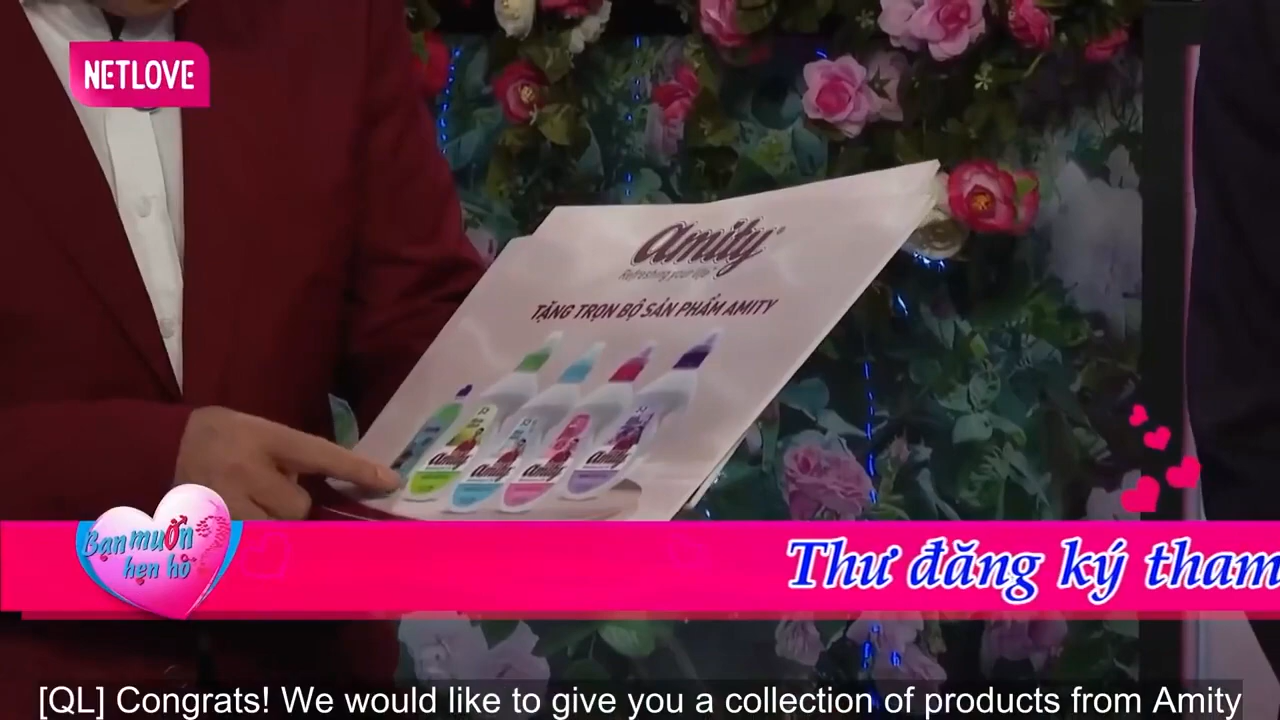 NETLOVE
amity
Refreshing your life
TẶNG TRỌN BỘ SẢN PHẨM AMITY
amity amity amity amity
Bạn muốn
hẹn hò
Thư đăng ký tham
[QL] Congrats! We would like to give you a collection of products from Amity